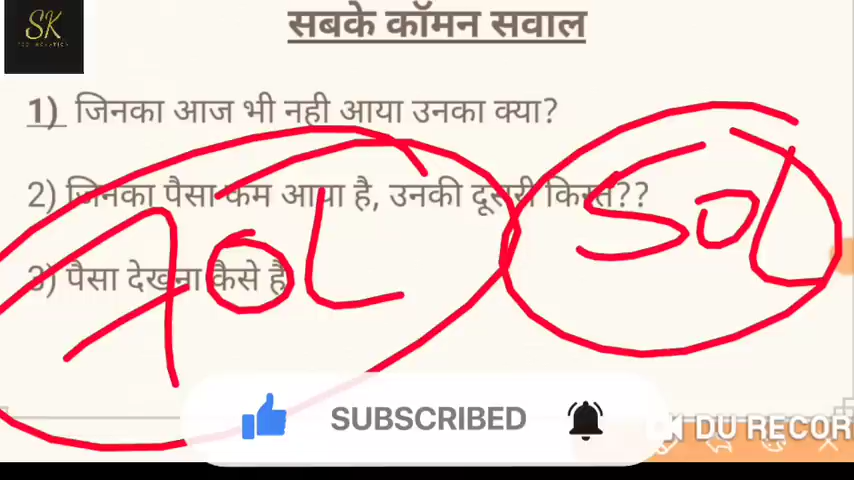 SK
सबके कॉमन सवाल
1) जिनका आज भी नही आया उनका क्या?
2) जिनका पैसा कम आया है, उनकी दूसरी किस्त??
3) पैसा देखना कैसे है
70L
50L
SUBSCRIBED
DU RECOR